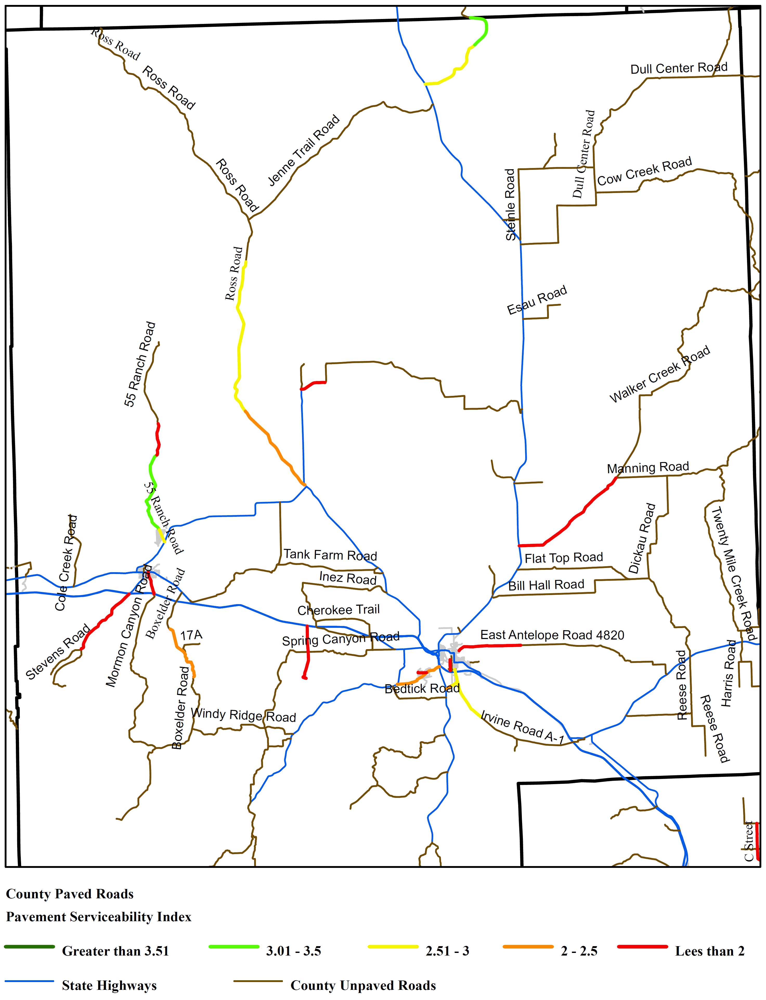 Ross Road
Ross Road
Dull Center Road
Jenne Trail Road
Dull Center Road
Ross Road
Cow Creek Road
Steinle Road
Ross Road
Esau Road
55 Ranch Road
Walker Creek Road
Manning Road
55 Ranch Road
Dickau Road
Twenty Mile Creek Road
Cole Creek Road
Tank Farm Road
Flat Top Road
Inez Road
Bill Hall Road
Mormon Canyon Road
Boxelder Road
Cherokee Trail
Stevens Road
17A
Spring Canyon Road
East Antelope Road 4820
Harris Road
Reese Road
Boxelder Road
Bedtick Road
Windy Ridge Road
Irvine Road A-1
Reese Road
C Street
County Paved Roads
Pavement Serviceability Index
Greater than 3.51 3.01 - 3.5 2.51 - 3 2 - 2.5 Lees than 2
State Highways County Unpaved Roads